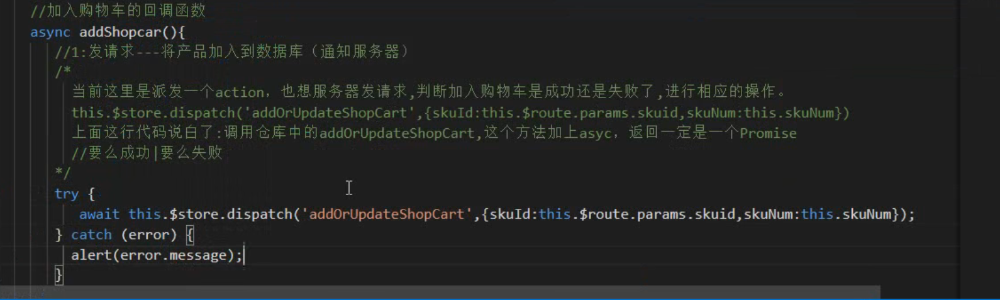 //加入购物车的回调函数
async addShopcar(){
//1:发请求---将产品加入到数据库（通知服务器）
/*
当前这里是派发一个action，也想服务器发请求,判断加入购物车是成功还是失败了,进行相应的操作。
this.$store.dispatch('addOrUpdateShopCart',{skuId:this.$route.params.skuid,skuNum:this.skuNum})
上面这行代码说白了:调用仓库中的addOrUpdateShopCart,这个方法加上asyc，返回一定是一个Promise
//要么成功|要么失败
*/
try {
await this.$store.dispatch('addOrUpdateShopCart',{skuId:this.$route.params.skuid,skuNum:this.skuNum});
} catch (error) {
alert(error.message);
}